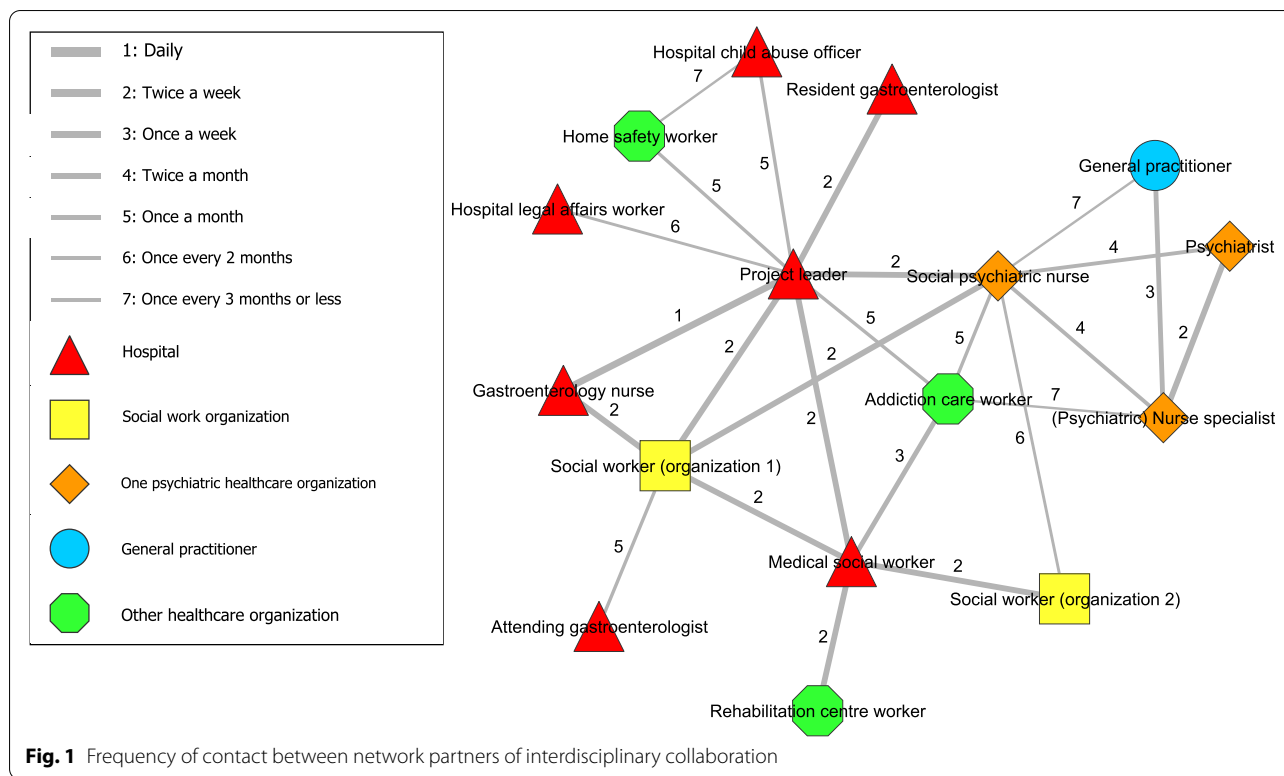 1: Daily
2: Twice a week
3: Once a week
4: Twice a month
5: Once a month
6: Once every 2 months
7: Once every 3 months or less
Hospital
Social work organization
One psychiatric healthcare organization
General practitioner
Other healthcare organization
Hospital child abuse officer
7
Resident gastroenterologist
Home safety worker
5
General practitioner
5
2
7
Hospital legal affairs worker
6
Psychiatrist
4
2
Project leader
Social psychiatric nurse
3
1
5
4
2
5
2
2
Gastroenterology nurse
Addiction care worker
7
2
2
(Psychiatric) Nurse specialist
6
3
Social worker (organization 1)
2
5
Medical social worker
2
Social worker (organization 2)
Attending gastroenterologist
2
Rehabilitation centre worker
Fig. 1 Frequency of contact between network partners of interdisciplinary collaboration